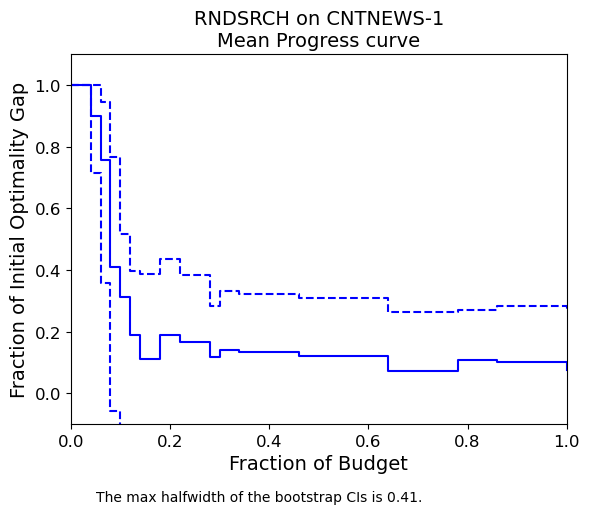 RNDSRCH on CNTNEWS-1
Mean Progress curve
Fraction of Initial Optimality Gap
1.0
0.8
0.6
0.4
0.2
0.0
0.0 0.2 0.4 0.6 0.8 1.0
Fraction of Budget
The max halfwidth of the bootstrap CIs is 0.41.